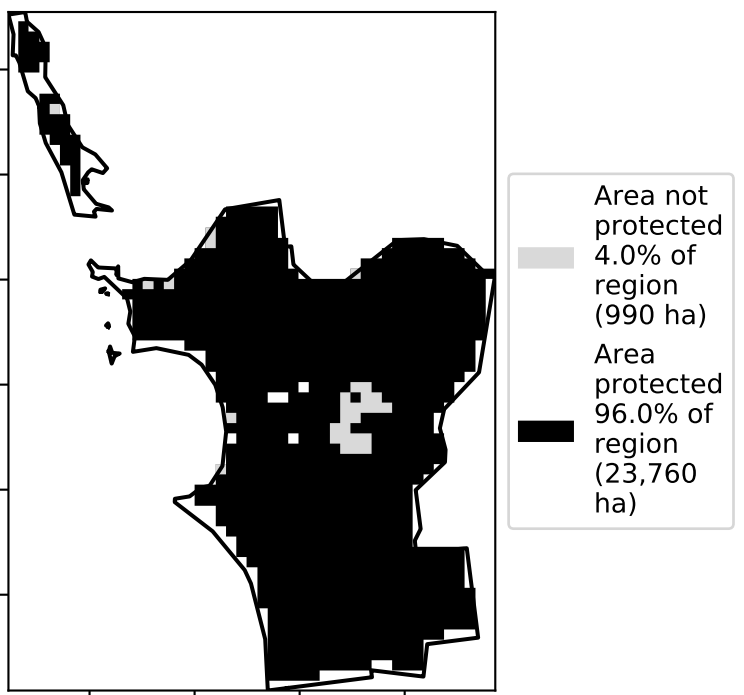 Area not
protected
4.0% of
region
(990 ha)
Area
protected
96.0% of
region
(23,760
ha)